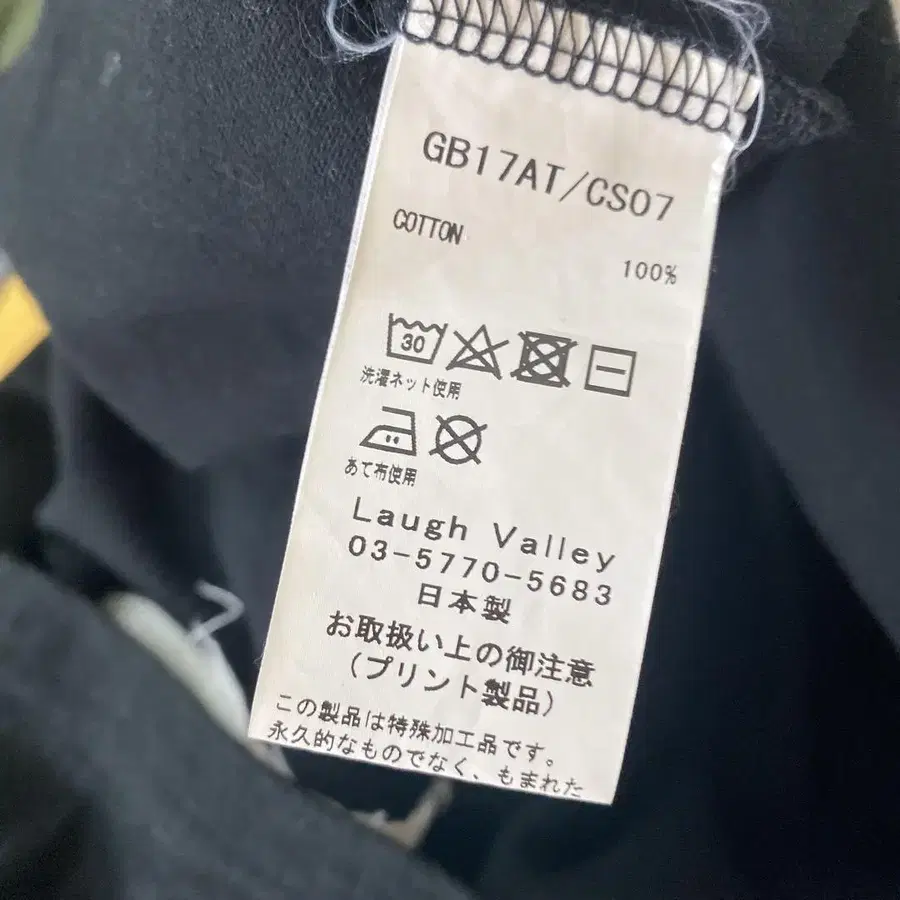 GB17AT/CS07
COTTON
100%
30
洗濯ネット使用
あて布使用
Laugh Valley
03-5770-5683
日本製
お取扱い上の御注意
(プリント製品)
この製品は特殊加工品です。
永久的なものでなく、もまれた